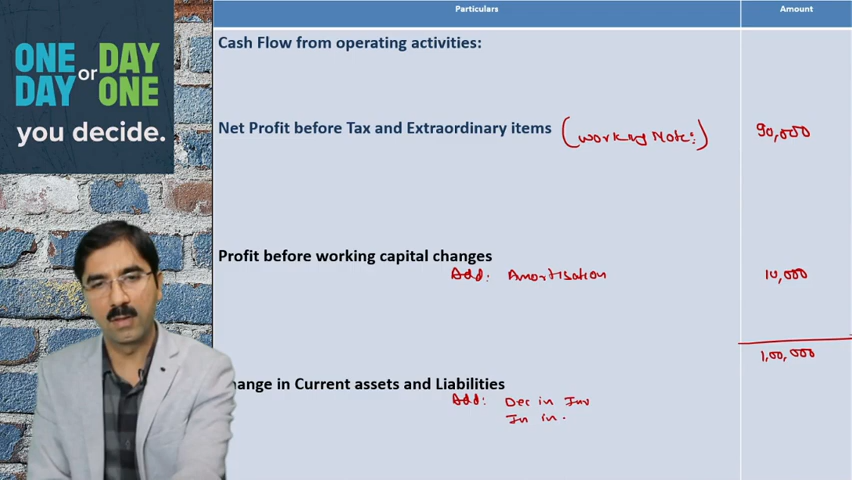 Particulars Amount
ONE DAY or DAY ONE
you decide.
Cash Flow from operating activities:
Net Profit before Tax and Extraordinary items (Working Note:) 90,000
Profit before working capital changes
Add: Amortisation 10,000
1,00,000
hange in Current assets and Liabilities
Add: Dec in Inv
In in.